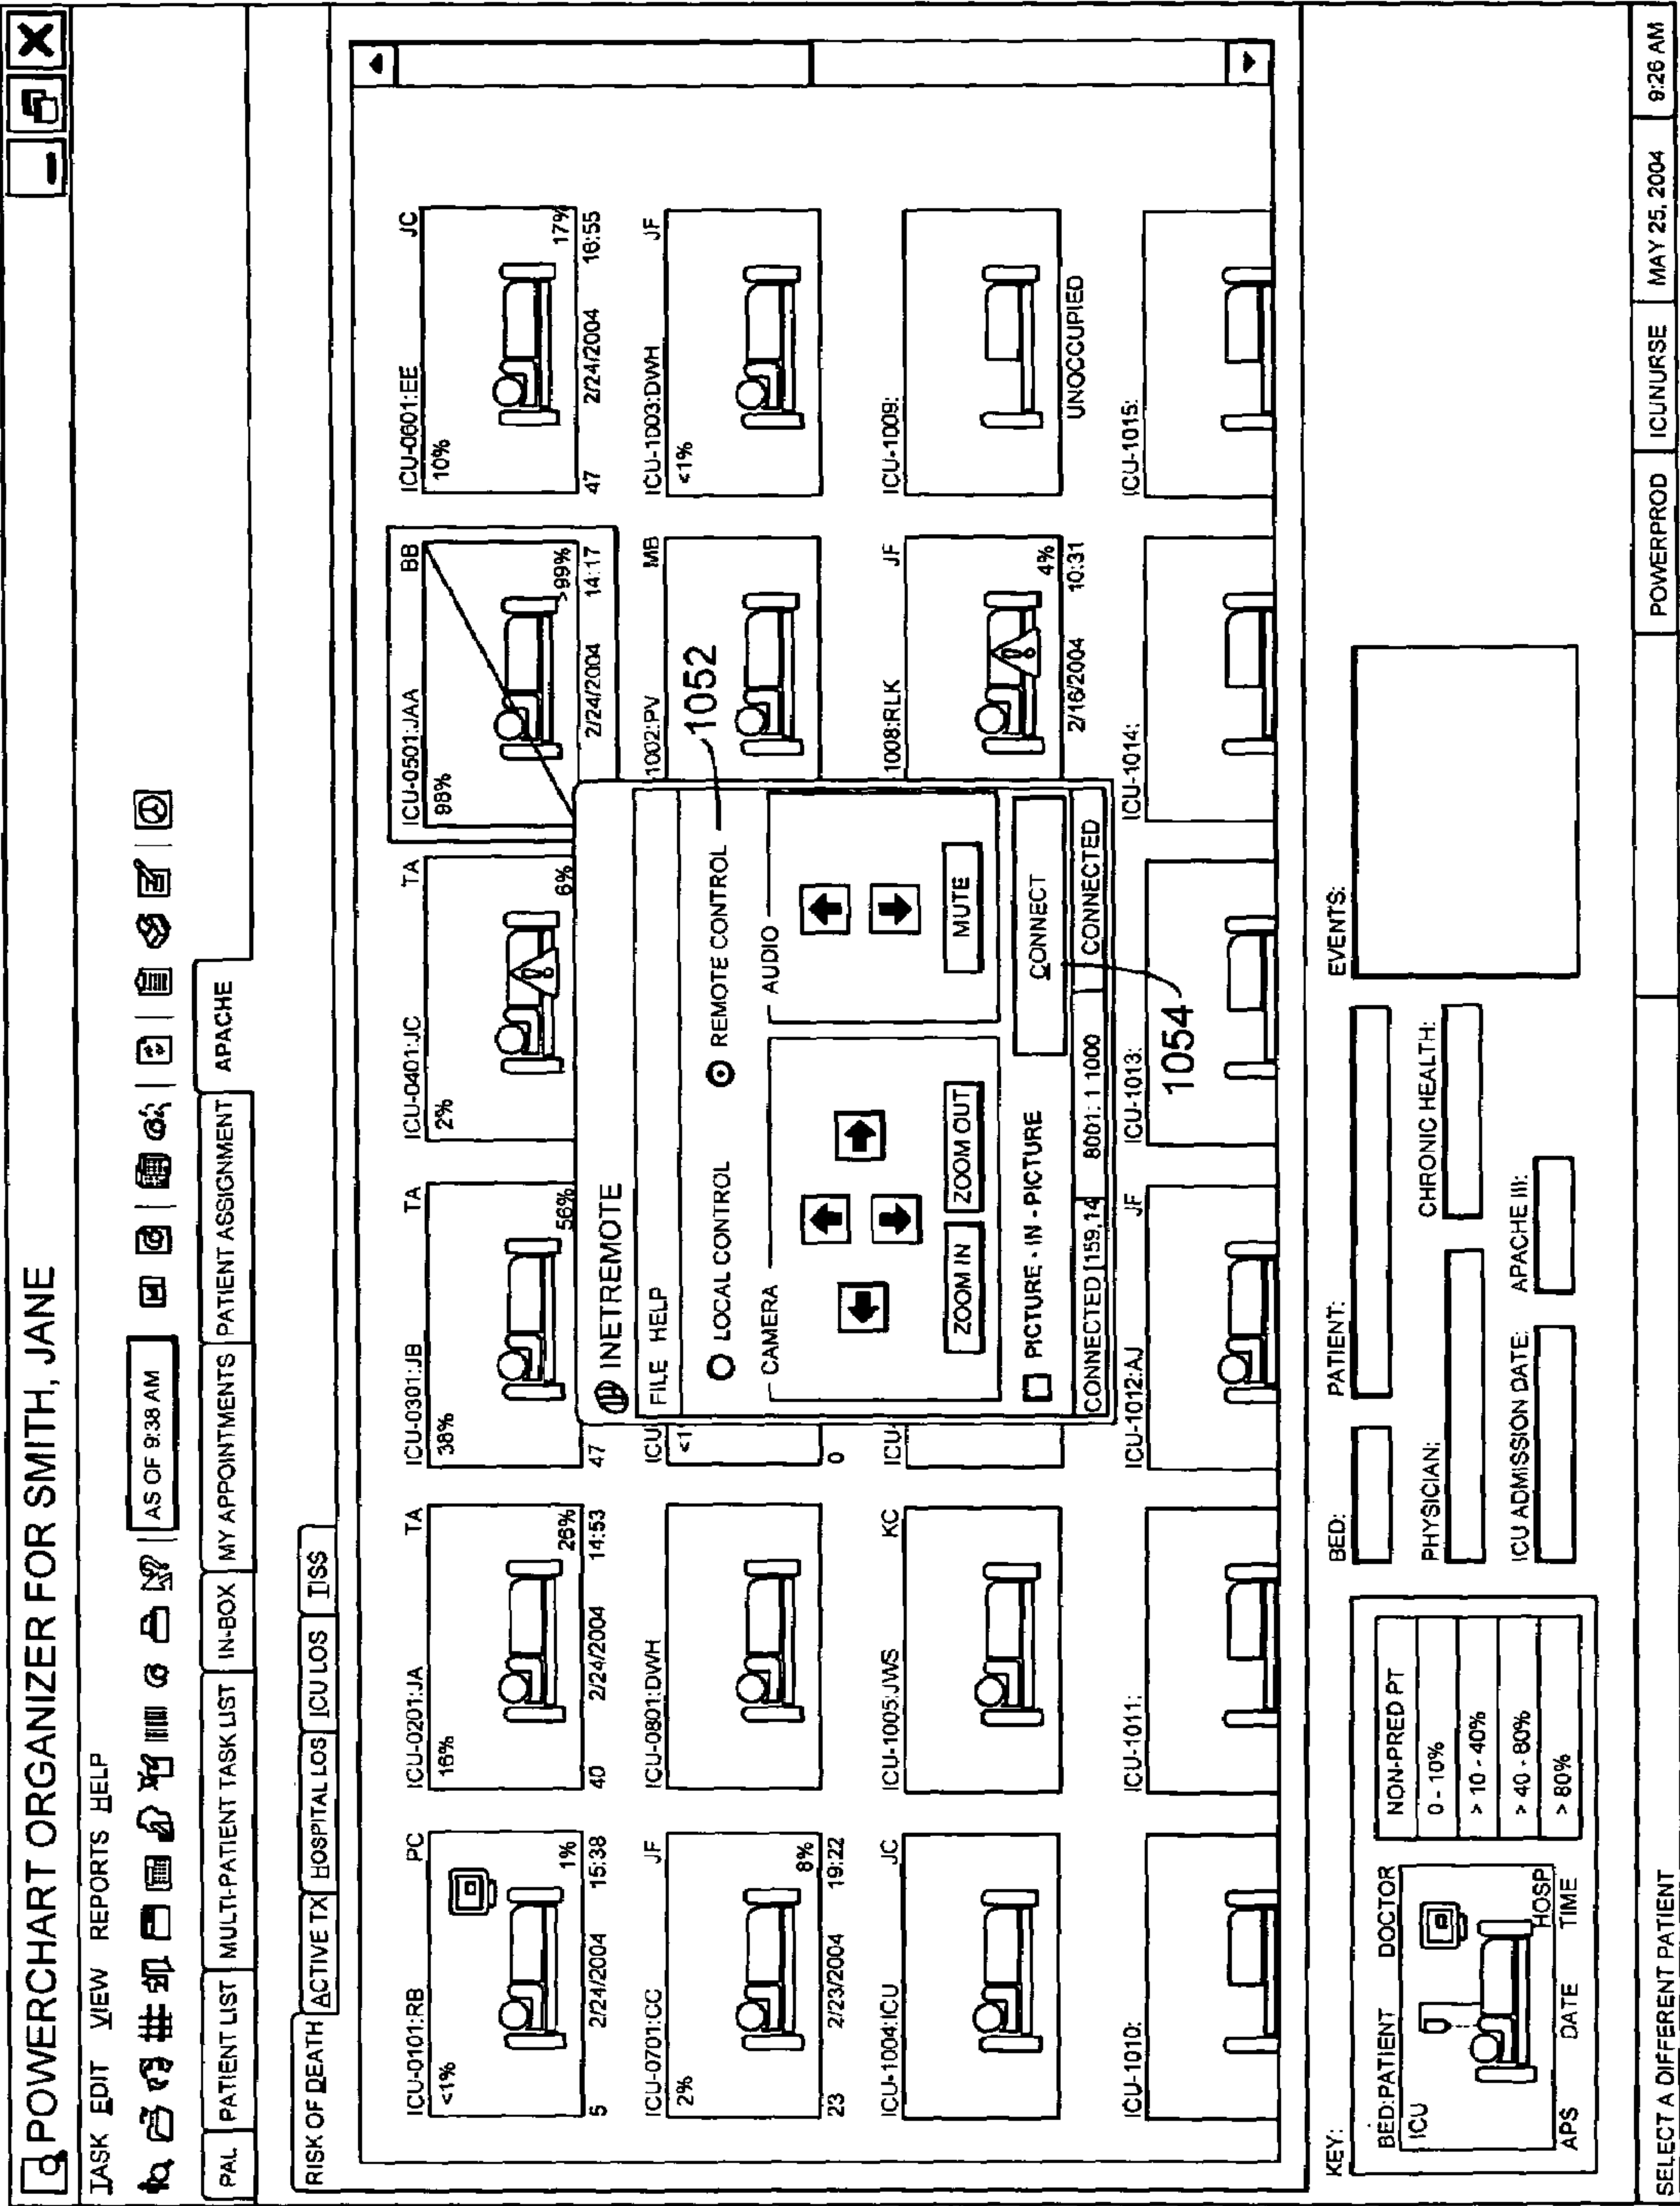 POWERCHART ORGANIZER FOR SMITH, JANE
TASK EDIT VIEW REPORTS HELP
AS OF 9:38 AM
PAL PATIENT LIST MULTI-PATIENT TASK LIST IN-BOX MY APPOINTMENTS PATIENT ASSIGNMENT APACHE
RISK OF DEATH ACTIVE TX HOSPITAL LOS ICU LOS TISS
ICU-0101:RB PC ICU-0201:JA TA ICU-0301:JB TA ICU-0401:JC TA ICU-0501:JAA BB ICU-0601:EE JC
<1% 16% 38% 2% 98% 10%
1% 26% 56% 6% >99% 17%
5 2/24/2004 15:38 40 2/24/2004 14:53 47 2/24/2004 14:17 47 2/24/2004 16:55
INETREMOTE
FILE HELP
LOCAL CONTROL REMOTE CONTROL 1052
CAMERA AUDIO
ZOOM IN ZOOM OUT MUTE
PICTURE - IN - PICTURE CONNECT
CONNECTED 159.14 8001: 1 1000 CONNECTED
1054
ICU-0701:CC JF ICU-0801:DWH ICU 1002:PV MB ICU-1003:DWH JF
2% <1 <1%
8%
23 2/23/2004 19:22 0
ICU-1004:ICU JC ICU-1005:JWS KC ICU- 1008:RLK JF ICU-1009:
4%
2/16/2004 10:31 UNOCCUPIED
ICU-1010: ICU-1011: ICU-1012:AJ JF ICU-1013: ICU-1014: ICU-1015:
KEY:
BED:PATIENT DOCTOR
ICU
HOSP
APS DATE TIME
NON-PRED PT
0 - 10%
> 10 - 40%
> 40 - 80%
> 80%
BED: PATIENT: EVENTS:
PHYSICIAN: CHRONIC HEALTH:
ICU ADMISSION DATE: APACHE III:
SELECT A DIFFERENT PATIENT POWERPROD ICUNURSE MAY 25, 2004 9:26 AM